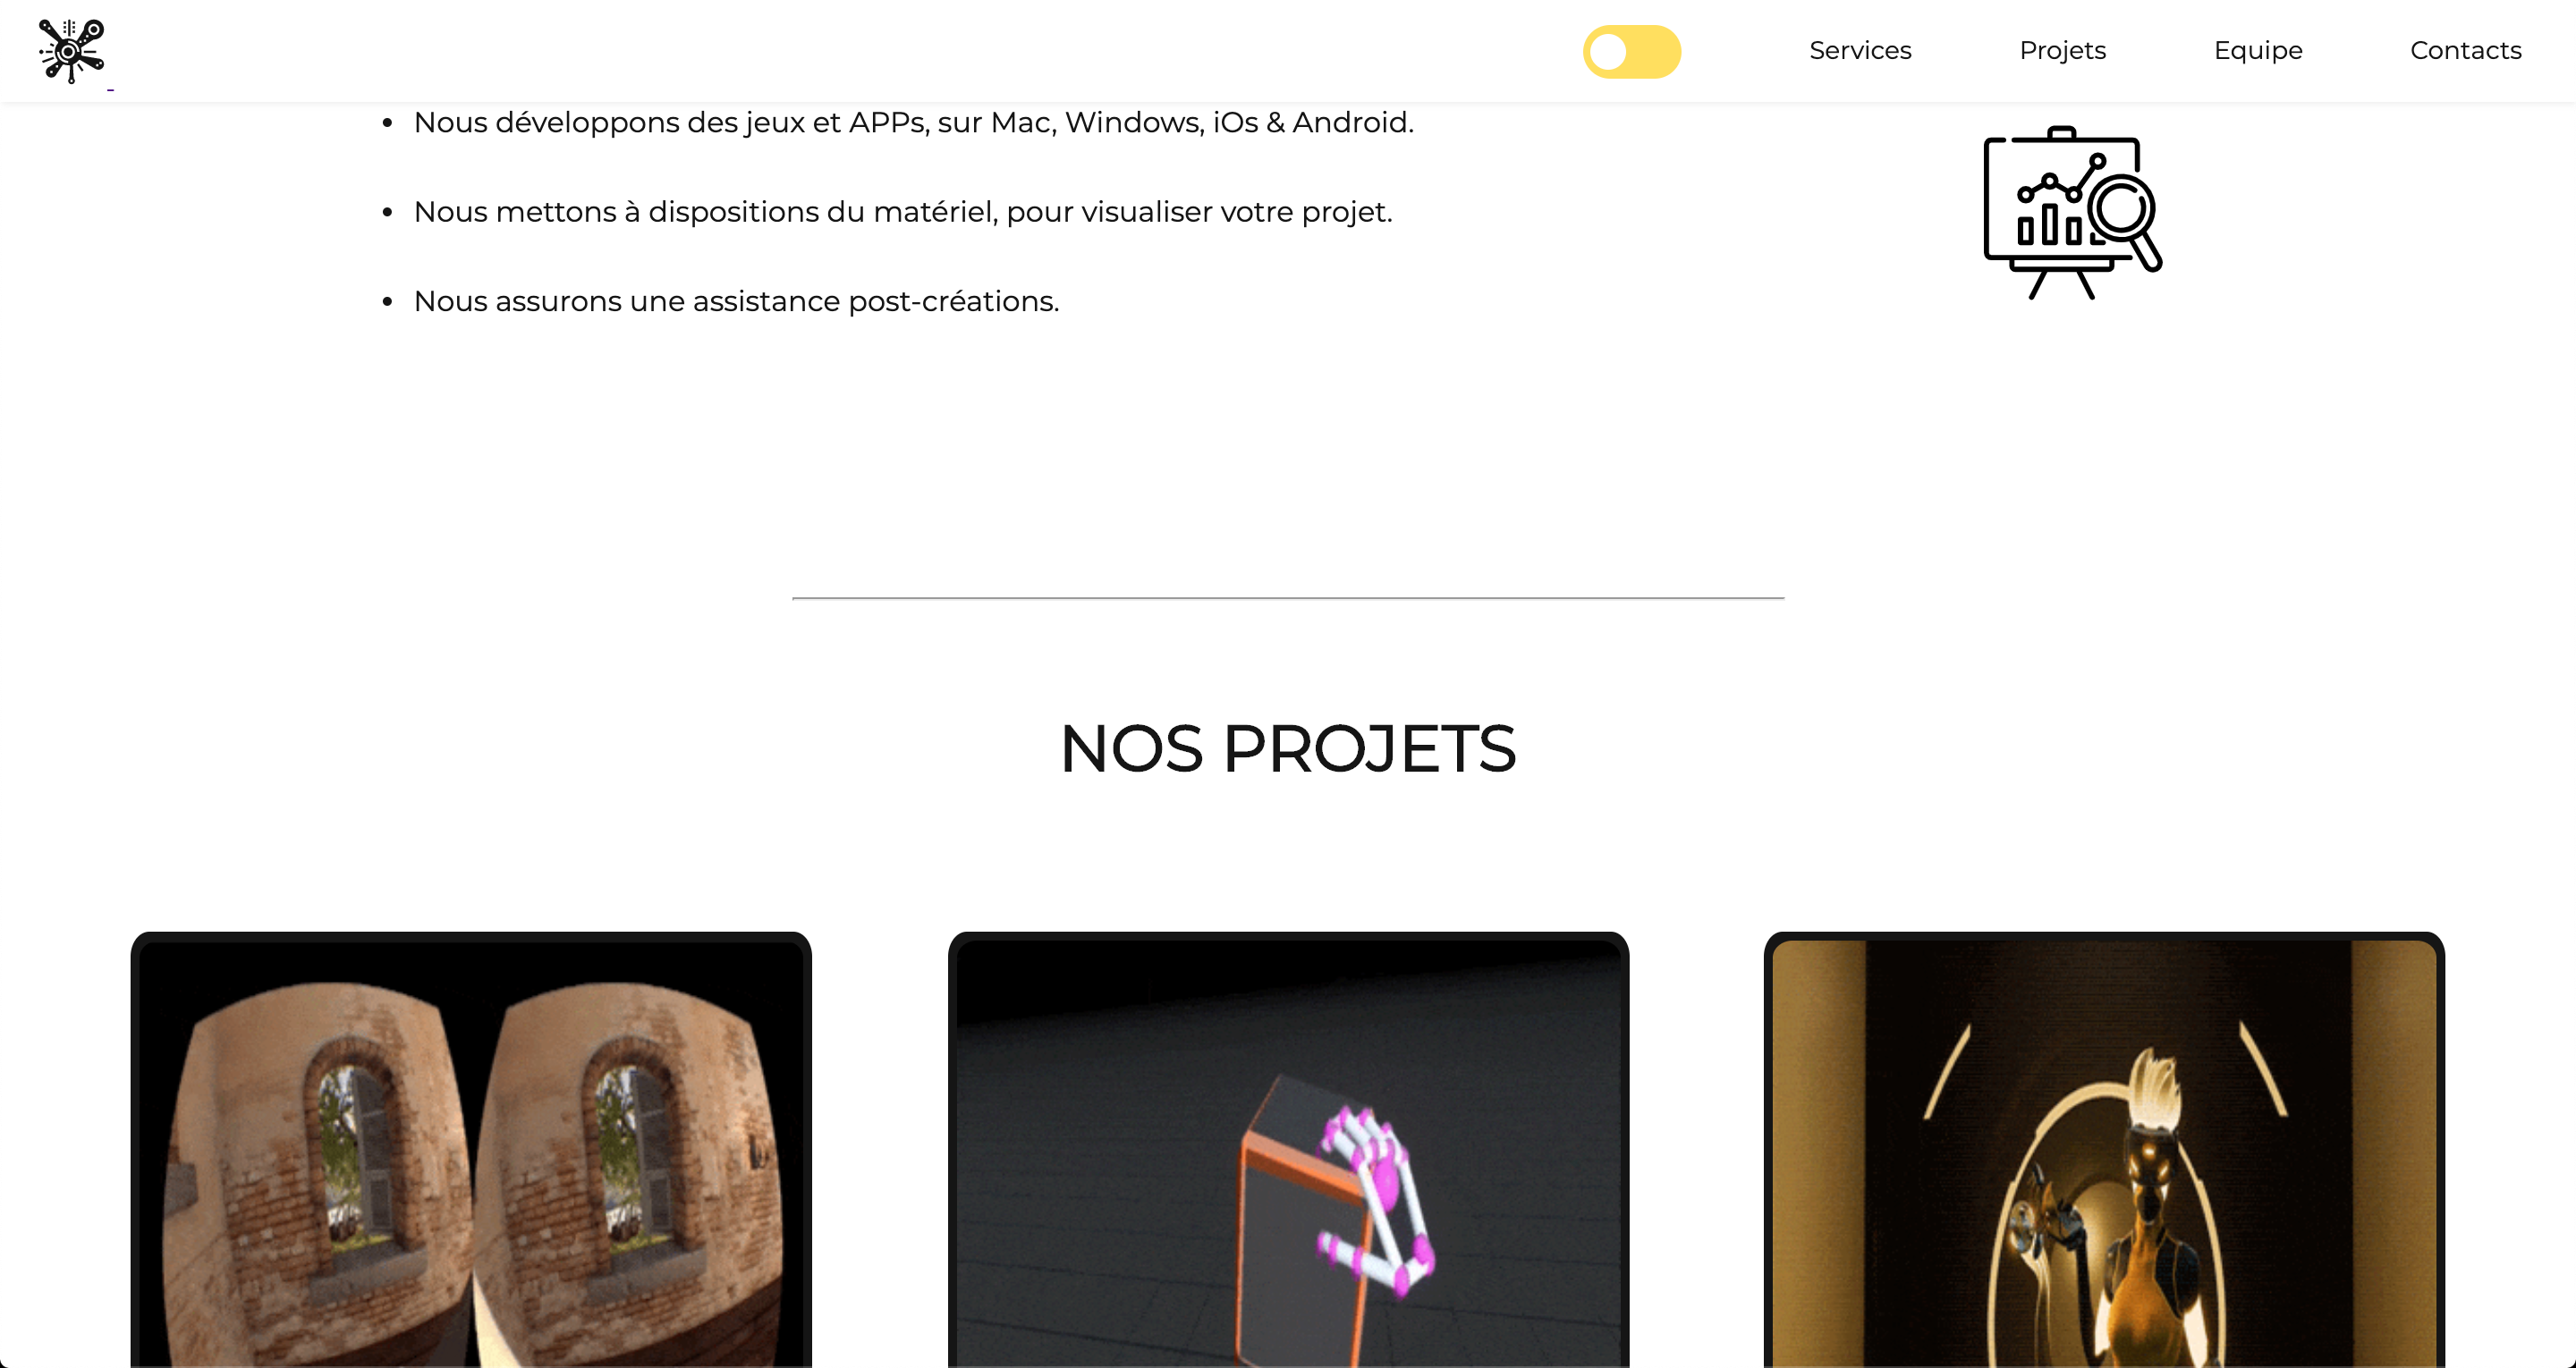 Services Projets Equipe Contacts
Nous développons des jeux et APPs, sur Mac, Windows, iOs & Android.
Nous mettons à dispositions du matériel, pour visualiser votre projet.
Nous assurons une assistance post-créations.
NOS PROJETS